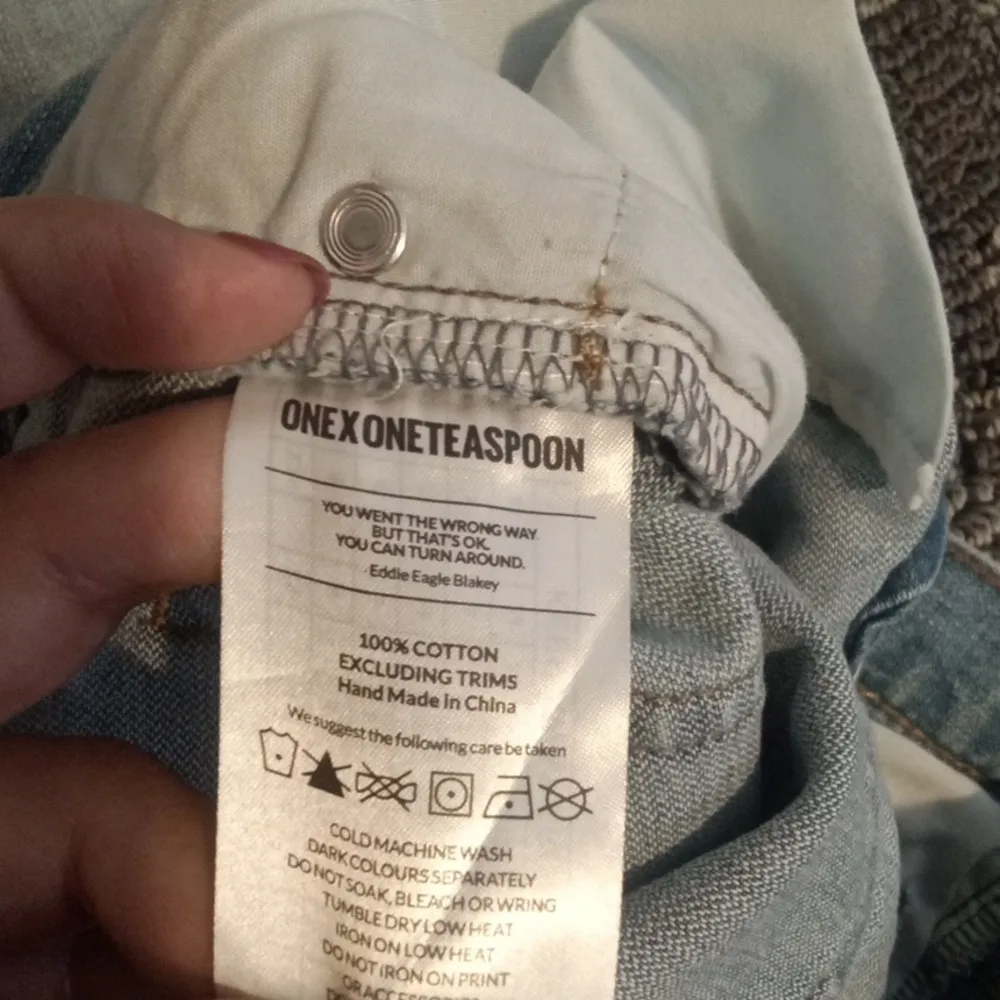 ONEXONETEASPOON
YOU WENT THE WRONG WAY
BUT THAT'S OK.
YOU CAN TURN AROUND.
Eddie Eagle Blakey
100% COTTON
EXCLUDING TRIMS
Hand Made in China
We suggest the following care be taken
COLD MACHINE WASH
DARK COLOURS SEPARATELY
DO NOT SOAK, BLEACH OR WRING
TUMBLE DRY LOW HEAT
IRON ON LOW HEAT
DO NOT IRON ON PRINT
OR